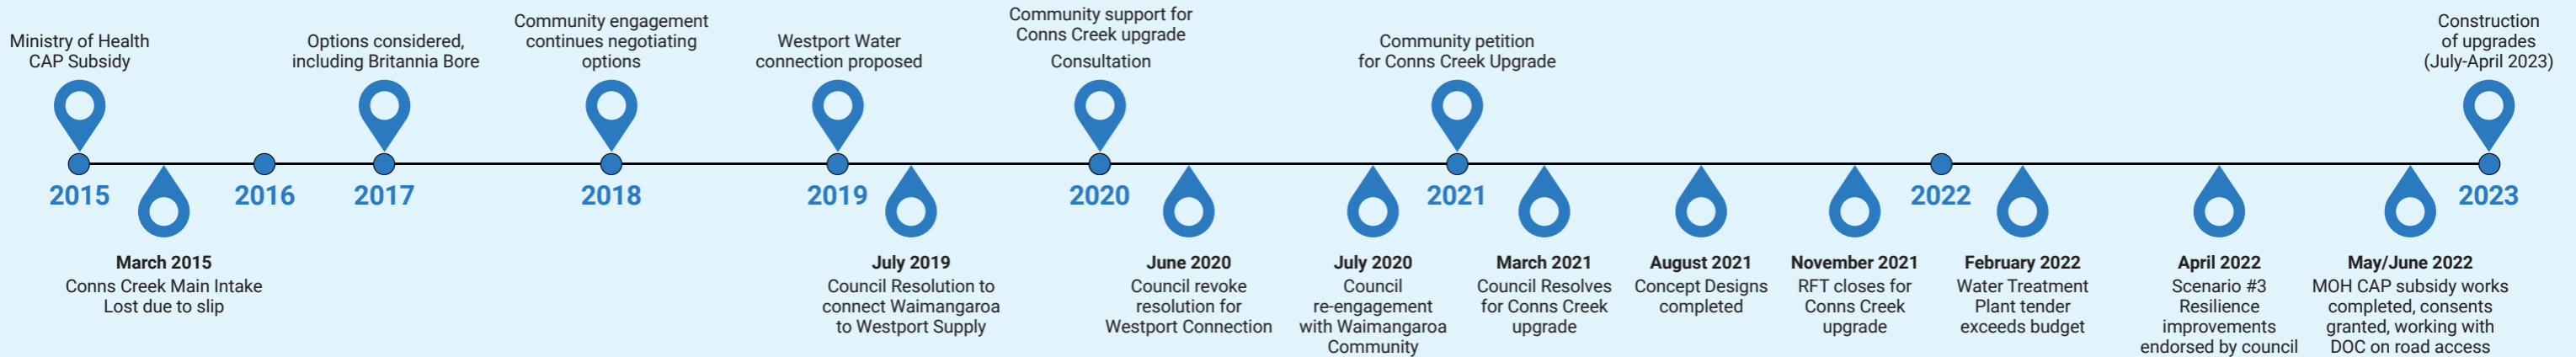 Ministry of Health
CAP Subsidy
Options considered,
including Britannia Bore
Community engagement
continues negotiating
options
Westport Water
connection proposed
Community support for
Conns Creek upgrade
Consultation
Community petition
for Conns Creek Upgrade
Construction
of upgrades
(July-April 2023)
2015
2016
2017
2018
2019
2020
2021
2022
2023
March 2015
Conns Creek Main Intake
Lost due to slip
July 2019
Council Resolution to
connect Waimangaroa
to Westport Supply
June 2020
Council revoke
resolution for
Westport Connection
July 2020
Council
re-engagement
with Waimangaroa
Community
March 2021
Council Resolves
for Conns Creek
upgrade
August 2021
Concept Designs
completed
November 2021
RFT closes for
Conns Creek
upgrade
February 2022
Water Treatment
Plant tender
exceeds budget
April 2022
Scenario #3
Resilience
improvements
endorsed by council
May/June 2022
MOH CAP subsidy works
completed, consents
granted, working with
DOC on road access